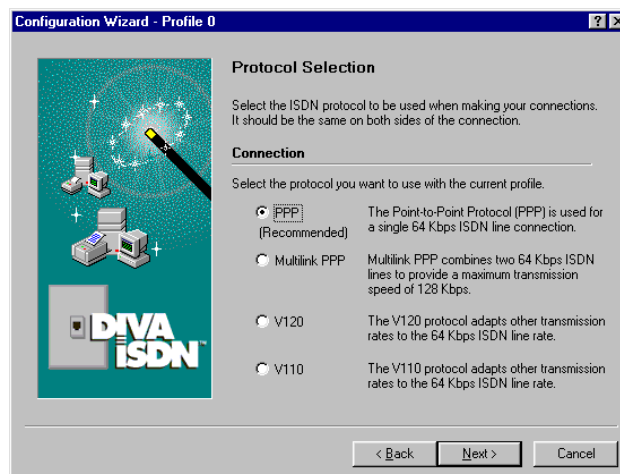 Configuration Wizard - Profile 0
? X
Protocol Selection
Select the ISDN protocol to be used when making your connections.
It should be the same on both sides of the connection.
Connection
Select the protocol you want to use with the current profile.
PPP
(Recommended)
The Point-to-Point Protocol (PPP) is used for
a single 64 Kbps ISDN line connection.
Multilink PPP
Multilink PPP combines two 64 Kbps ISDN
lines to provide a maximum transmission
speed of 128 Kbps.
V120
The V120 protocol adapts other transmission
rates to the 64 Kbps ISDN line rate.
V110
The V110 protocol adapts other transmission
rates to the 64 Kbps ISDN line rate.
DIVA
iSDN™
< Back
Next >
Cancel